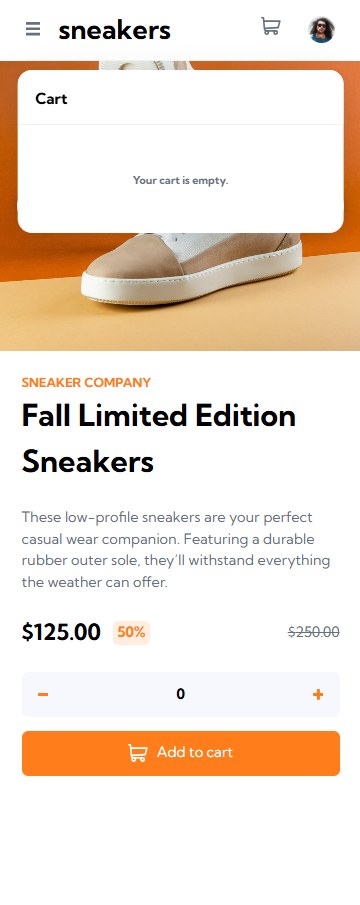 sneakers
Cart
Your cart is empty.
SNEAKER COMPANY
Fall Limited Edition
Sneakers
These low-profile sneakers are your perfect
casual wear companion. Featuring a durable
rubber outer sole, they'll withstand everything
the weather can offer.
$125.00 50% $250.00
0
Add to cart